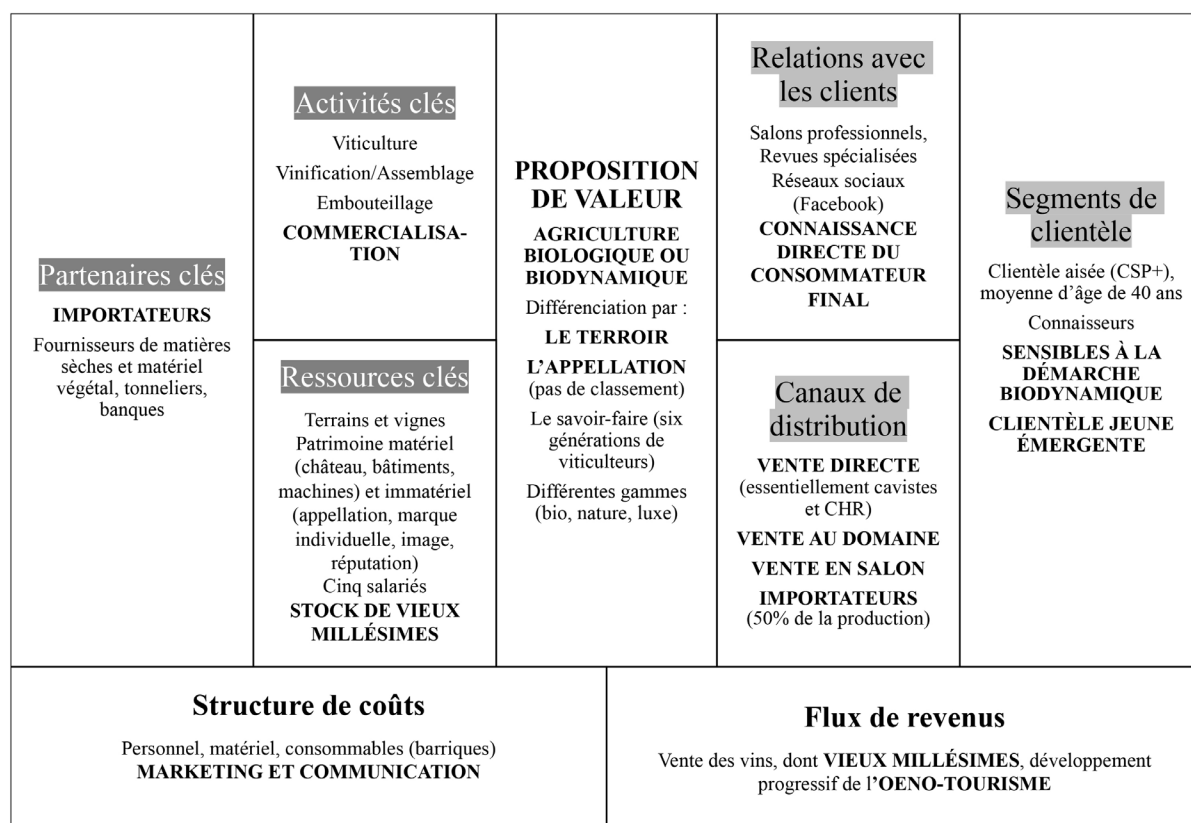 Partenaires clés
IMPORTATEURS
Fournisseurs de matières
sèches et matériel
végétal, tonneliers,
banques
Activités clés
Viticulture
Vinification/Assemblage
Embouteillage
COMMERCIALISA-
TION
Ressources clés
Terrains et vignes
Patrimoine matériel
(château, bâtiments,
machines) et immatériel
(appellation, marque
individuelle, image,
réputation)
Cinq salariés
STOCK DE VIEUX
MILLÉSIMES
PROPOSITION
DE VALEUR
AGRICULTURE
BIOLOGIQUE OU
BIODYNAMIQUE
Différenciation par :
LE TERROIR
L’APPELLATION
(pas de classement)
Le savoir-faire (six
générations de
viticulteurs)
Différentes gammes
(bio, nature, luxe)
Relations avec
les clients
Salons professionnels,
Revues spécialisées
Réseaux sociaux
(Facebook)
CONNAISSANCE
DIRECTE DU
CONSOMMATEUR
FINAL
Canaux de
distribution
VENTE DIRECTE
(essentiellement cavistes
et CHR)
VENTE AU DOMAINE
VENTE EN SALON
IMPORTATEURS
(50% de la production)
Segments de
clientèle
Clientèle aisée (CSP+),
moyenne d’âge de 40 ans
Connaisseurs
SENSIBLES À LA
DÉMARCHE
BIODYNAMIQUE
CLIENTÈLE JEUNE
ÉMERGENTE
Structure de coûts
Personnel, matériel, consommables (barriques)
MARKETING ET COMMUNICATION
Flux de revenus
Vente des vins, dont VIEUX MILLÉSIMES, développement
progressif de l’OENO-TOURISME